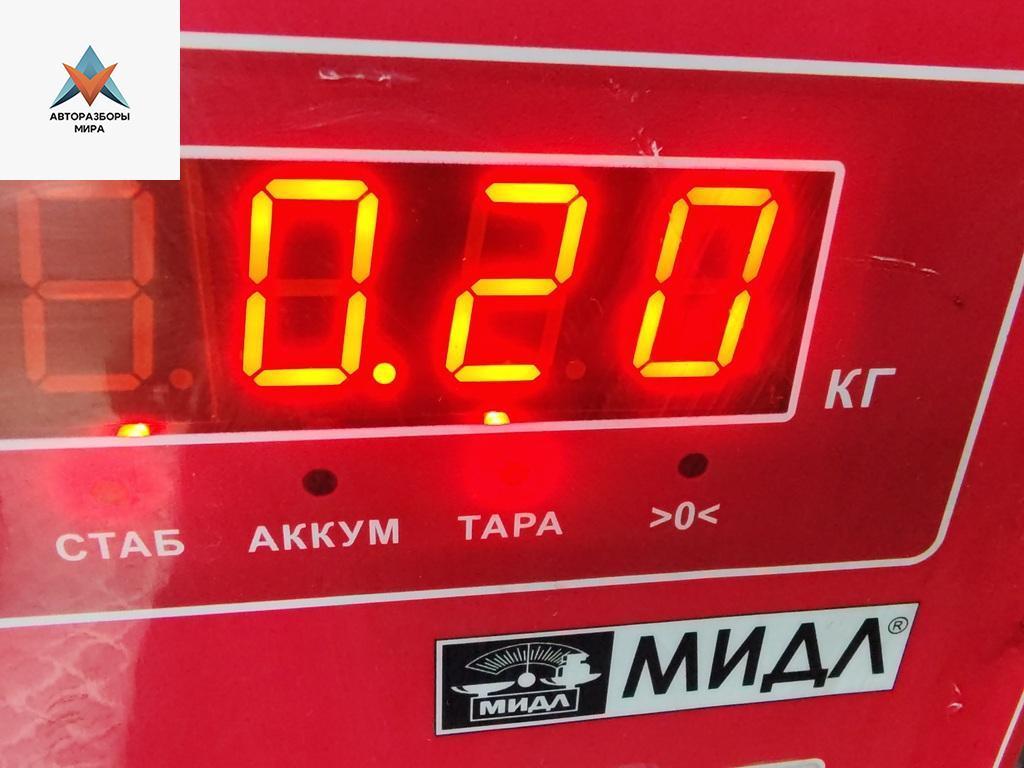 АВТОРАЗБОРЫ
МИРА
0.20
КГ
СТАБ АККУМ ТАРА >0<
МИДЛ МИДЛ®